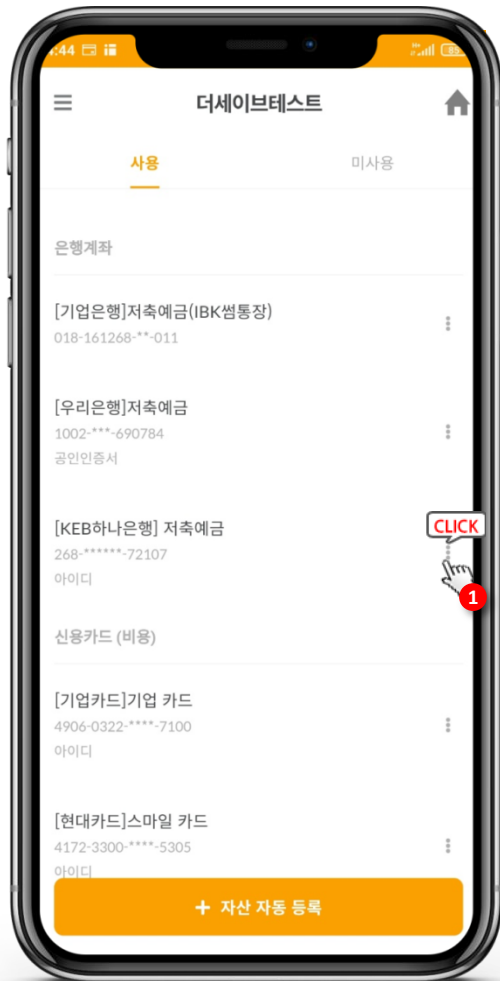 :44
더세이브테스트
사용
미사용
은행계좌
[기업은행]저축예금(IBK썸통장)
018-161268-**-011
[우리은행]저축예금
1002-***-690784
공인인증서
[KEB하나은행] 저축예금
CLICK
268-******-72107
아이디
1
신용카드 (비용)
[기업카드]기업 카드
4906-0322-****-7100
아이디
[현대카드]스마일 카드
4172-3300-****-5305
아이디
+ 자산 자동 등록